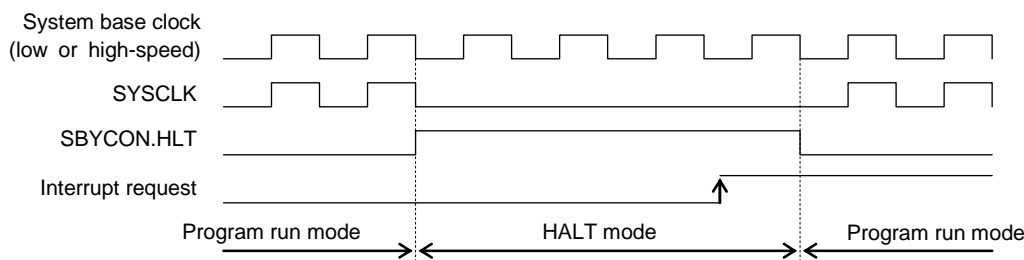 System base clock
(low or high-speed)
SYSCLK
SBYCON.HLT
Interrupt request
Program run mode
HALT mode
Program run mode